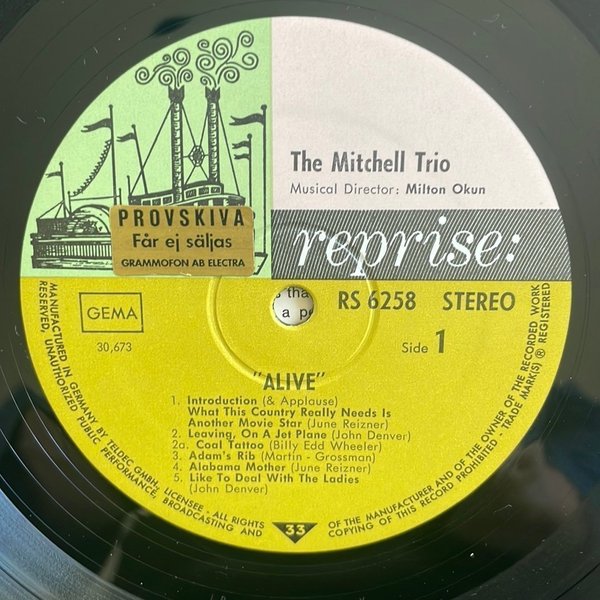 The Mitchell Trio
Musical Director: Milton Okun
PROVSKIVA
Får ej säljas
GRAMMOFON AB ELECTRA
reprise:
GEMA
30,673
RS 6258 STEREO
Side 1
"ALIVE"
1. Introduction (& Applause)
What This Country Really Needs Is
Another Movie Star (June Reizner)
2. Leaving, On A Jet Plane (John Denver)
2a. Coal Tattoo (Billy Edd Wheeler)
3. Adam's Rib (Martin - Grossman)
4. Alabama Mother (June Reizner)
5. Like To Deal With The Ladies
(John Denver)
33
MANUFACTURED IN GERMANY BY TELDEC GMBH, LICENSEE · ALL RIGHTS OF THE MANUFACTURER AND OF THE OWNER OF THE RECORDED WORK
RESERVED, UNAUTHORIZED PUBLIC PERFORMANCE, BROADCASTING AND COPYING OF THIS RECORD PROHIBITED · TRADE MARK(S) ® REGISTERED